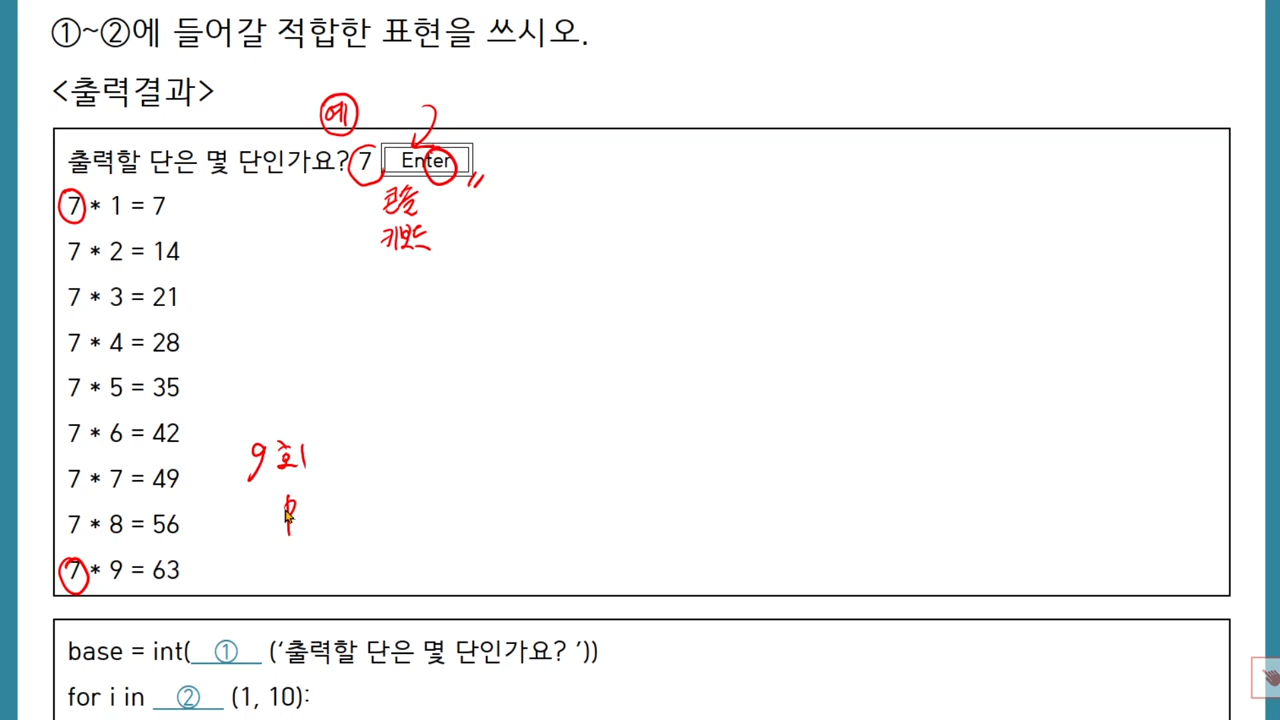 ①~②에 들어갈 적합한 표현을 쓰시오.
<출력결과>
예
출력할 단은 몇 단인가요? 7 Enter
7 * 1 = 7
콘솔
7 * 2 = 14
키보드
7 * 3 = 21
7 * 4 = 28
7 * 5 = 35
7 * 6 = 42
9회
7 * 7 = 49
7 * 8 = 56
7 * 9 = 63
base = int( ① (‘출력할 단은 몇 단인가요? ’))
for i in ② (1, 10):